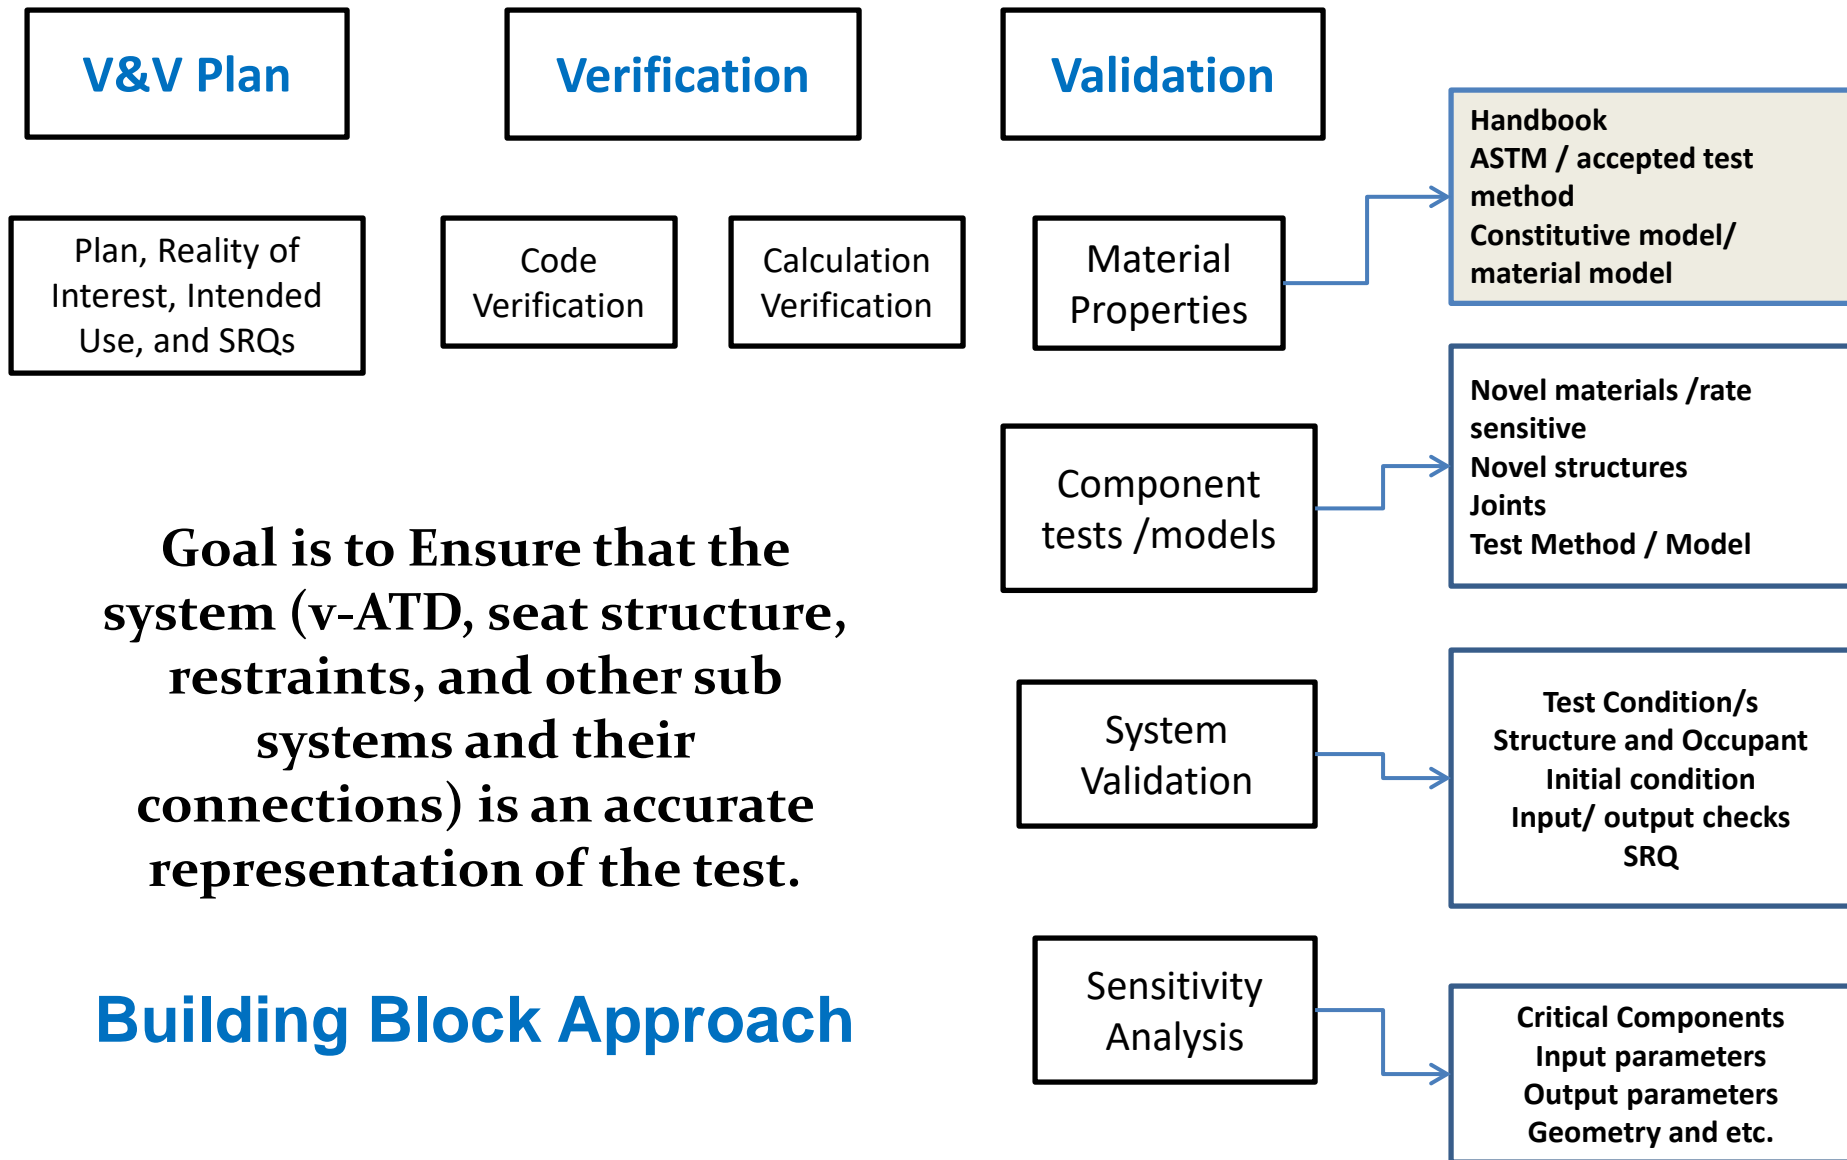 V&V Plan
Verification
Validation
Plan, Reality of
Interest, Intended
Use, and SRQs
Code
Verification
Calculation
Verification
Material
Properties
Handbook
ASTM / accepted test
method
Constitutive model/
material model
Component
tests /models
Novel materials /rate
sensitive
Novel structures
Joints
Test Method / Model
Goal is to Ensure that the
system (v-ATD, seat structure,
restraints, and other sub
systems and their
connections) is an accurate
representation of the test.
System
Validation
Test Condition/s
Structure and Occupant
Initial condition
Input/ output checks
SRQ
Building Block Approach
Sensitivity
Analysis
Critical Components
Input parameters
Output parameters
Geometry and etc.